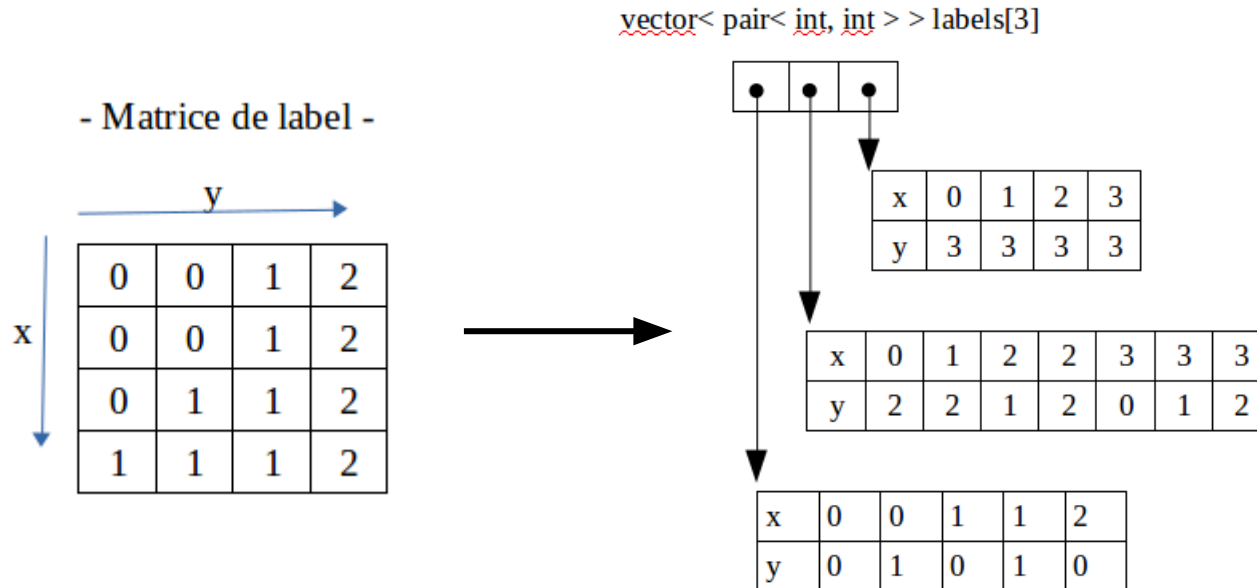 vector< pair< int, int > > labels[3]
- Matrice de label -
y
x
0 0 1 2
0 0 1 2
0 1 1 2
1 1 1 2
x 0 1 2 3
y 3 3 3 3
x 0 1 2 2 3 3 3
y 2 2 1 2 0 1 2
x 0 0 1 1 2
y 0 1 0 1 0